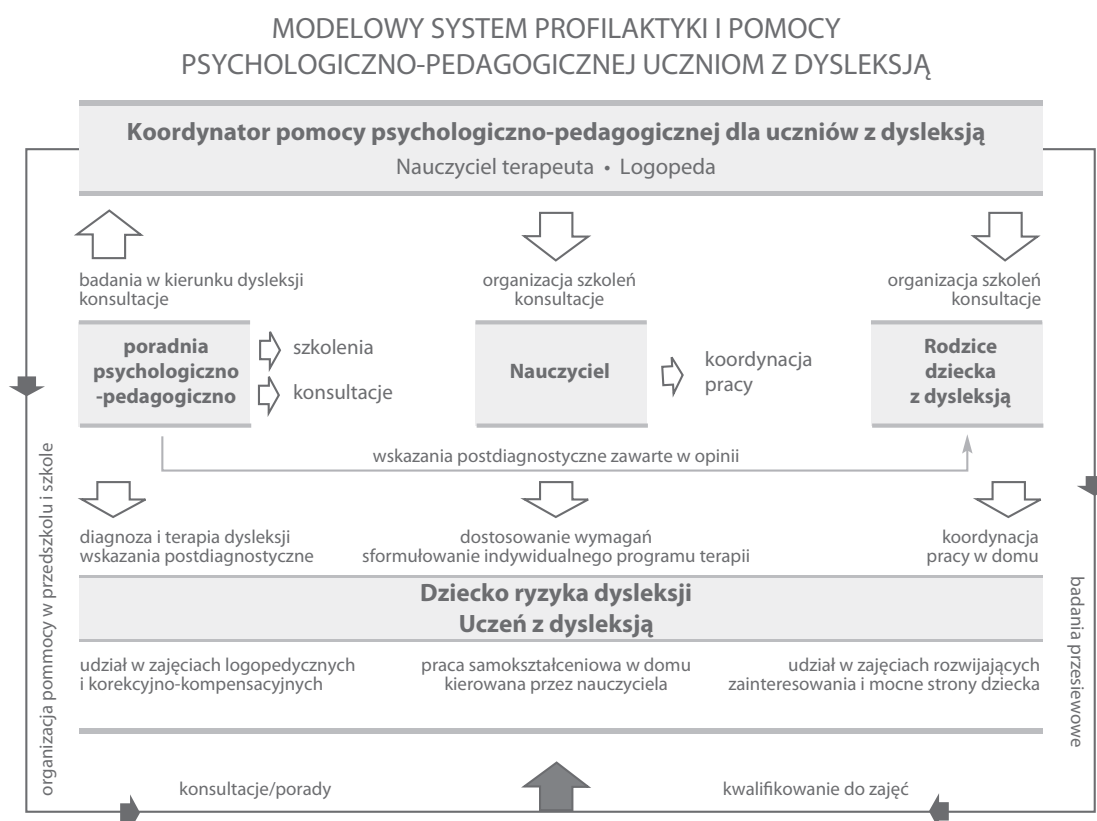 MODELOWY SYSTEM PROFILAKTYKI I POMOCY
PSYCHOLOGICZNO-PEDAGOGICZNEJ UCZNIOM Z DYSLEKSJĄ
Koordynator pomocy psychologiczno-pedagogicznej dla uczniów z dysleksją
Nauczyciel terapeuta • Logopeda
badania w kierunku dysleksji
konsultacje
organizacja szkoleń
konsultacje
organizacja szkoleń
konsultacje
poradnia
psychologiczno
-pedagogiczno
szkolenia
konsultacje
Nauczyciel
koordynacja
pracy
Rodzice
dziecka
z dysleksją
wskazania postdiagnostyczne zawarte w opinii
diagnoza i terapia dysleksji
wskazania postdiagnostyczne
dostosowanie wymagań
sformułowanie indywidualnego programu terapii
koordynacja
pracy w domu
Dziecko ryzyka dysleksji
Uczeń z dysleksją
udział w zajęciach logopedycznych
i korekcyjno-kompensacyjnych
praca samokształceniowa w domu
kierowana przez nauczyciela
udział w zajęciach rozwijających
zainteresowania i mocne strony dziecka
organizacja pommocy w przedszkolu i szkole
badania przesiewowe
konsultacje/porady
kwalifikowanie do zajęć